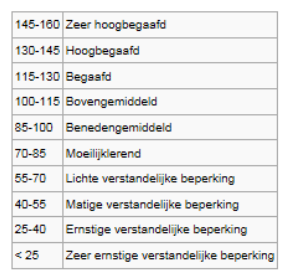 145-160 Zeer hoogbegaafd
130-145 Hoogbegaafd
115-130 Begaafd
100-115 Bovengemiddeld
85-100 Benedengemiddeld
70-85 Moeilijklerend
55-70 Lichte verstandelijke beperking
40-55 Matige verstandelijke beperking
25-40 Ernstige verstandelijke beperking
< 25 Zeer ernstige verstandelijke beperking